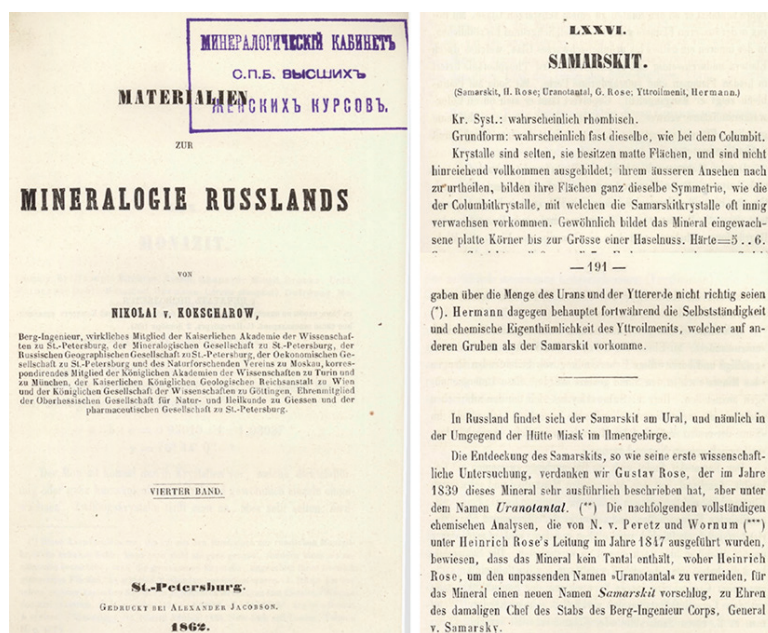 МИНЕРАЛОГИЧЕСКІЙ КАБИНЕТЪ
С.П.Б. ВЫСШИХЪ
ЖЕНСКИХЪ КУРСОВЪ.
MATERIALIEN
ZUR
MINERALOGIE RUSSLANDS
VON
NIKOLAI v. KOKSCHAROW,
Berg-Ingenieur, wirkliches Mitglied der Kaiserlichen Akademie der Wissenschaf-
ten zu St.-Petersburg, der Mineralogischen Gesellschaft zu St.-Petersburg, der
Russischen Geographischen Gesellschaft zu St.-Petersburg, der Oekonomischen Ge-
sellschaft zu St.-Petersburg und des Naturforschenden Vereins zu Moskau, korres-
pondirendes Mitglied der Königlichen Akademien der Wissenschaften zu Turin und
zu München, der Kaiserlichen Königlichen Geologischen Reichsanstalt zu Wien
und der Königlichen Gesellschaft der Wissenschaften zu Göttingen, Ehrenmitglied
der Oberhessischen Gesellschaft für Natur- und Heilkunde zu Giessen und der
pharmaceutischen Gesellschaft zu St.-Petersburg.
VIERTER BAND.
St.-Petersburg.
GEDRUCKT BEI ALEXANDER JACOBSON.
1862.
LXXVI.
SAMARSKIT.
(Samarskit, H. Rose; Uranotantal, G. Rose; Yttroilmenit, Hermann.)
Kr. Syst.: wahrscheinlich rhombisch.
Grundform: wahrscheinlich fast dieselbe, wie bei dem Columbit.
Krystalle sind selten, sie besitzen matte Flächen, und sind nicht
hinreichend vollkommen ausgebildet; ihrem äusseren Ansehen nach
zu urtheilen, bilden ihre Flächen ganz dieselbe Symmetrie, wie die
der Columbitkrystalle, mit welchen die Samarskitkrystalle oft innig
verwachsen vorkommen. Gewöhnlich bildet das Mineral eingewach-
sene platte Körner bis zur Grösse einer Haselnuss. Härte=5 . . 6.
— 191 —
gaben über die Menge des Urans und der Yttererde nicht richtig seien
(*). Hermann dagegen behauptet fortwährend die Selbstständigkeit
und chemische Eigenthümlichkeit des Yttroilmenits, welcher auf an-
deren Gruben als der Samarskit vorkomme.
In Russland findet sich der Samarskit am Ural, und nämlich in
der Umgegend der Hütte Miask im Ilmengebirge.
Die Entdeckung des Samarskits, so wie seine erste wissenschaft-
liche Untersuchung, verdanken wir Gustav Rose, der im Jahre
1839 dieses Mineral sehr ausführlich beschrieben hat, aber unter
dem Namen Uranotantal. (**) Die nachfolgenden vollständigen
chemischen Analysen, die von N. v. Peretz und Wornum (***)
unter Heinrich Rose's Leitung im Jahre 1847 ausgeführt wurden,
bewiesen, dass das Mineral kein Tantal enthält, woher Heinrich
Rose, um den unpassenden Namen »Uranotantal« zu vermeiden, für
das Minerál einen neuen Namen Samarskit vorschlug, zu Ehren
des damaligen Chef des Stabs des Berg-Ingenieur Corps, General
v. Samarsky.